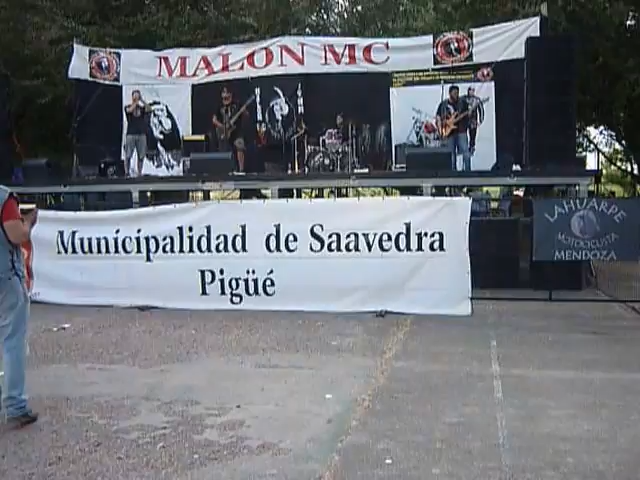 MALON MC
Municipalidad de Saavedra
Pigüé
LAHUARPE
MOTOCICLISTA
MENDOZA